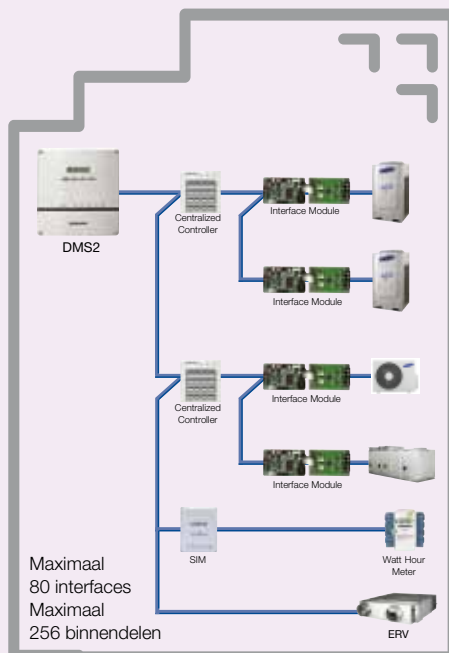 DMS2
Centralized
Controller
Interface Module
Interface Module
Centralized
Controller
Interface Module
Interface Module
SIM
Watt Hour
Meter
ERV
Maximaal
80 interfaces
Maximaal
256 binnendelen